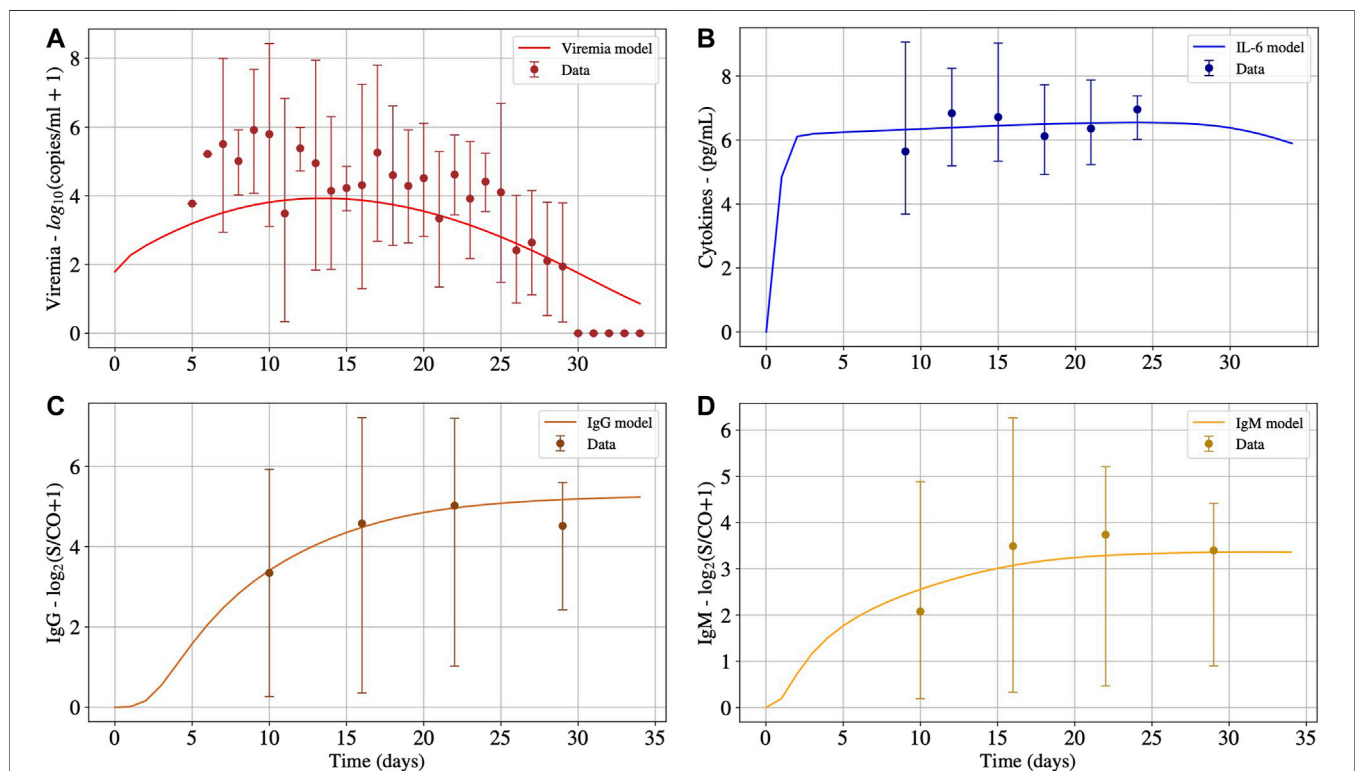 A
Viremia model
Data
Viremia - log₁₀(copies/ml + 1)
8
6
4
2
0
0 5 10 15 20 25 30 35
B
IL-6 model
Data
Cytokines - (pg/mL)
8
6
4
2
0
0 5 10 15 20 25 30
C
IgG model
Data
IgG - log₂(S/CO+1)
6
4
2
0
0 5 10 15 20 25 30 35
Time (days)
D
IgM model
Data
IgM - log₂(S/CO+1)
6
5
4
3
2
1
0
0 5 10 15 20 25 30 35
Time (days)